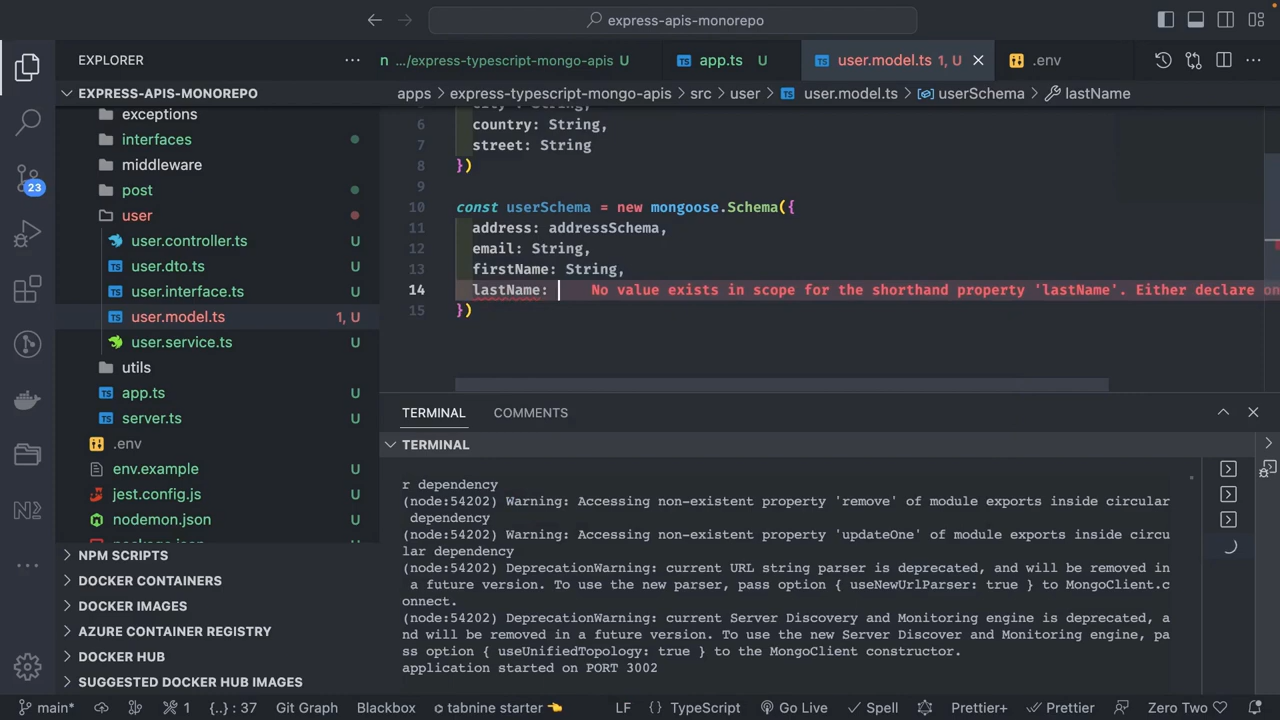 express-apis-monorepo
EXPLORER
n .../express-typescript-mongo-apis U
app.ts U
user.model.ts 1, U
.env
EXPRESS-APIS-MONOREPO
apps > express-typescript-mongo-apis > src > user > user.model.ts > userSchema > lastName
exceptions
interfaces
middleware
post
user
user.controller.ts U
user.dto.ts U
user.interface.ts U
user.model.ts 1, U
user.service.ts U
utils
app.ts U
server.ts U
.env
env.example U
jest.config.js U
nodemon.json U
NPM SCRIPTS
DOCKER CONTAINERS
DOCKER IMAGES
AZURE CONTAINER REGISTRY
DOCKER HUB
SUGGESTED DOCKER HUB IMAGES
23
6 country: String,
7 street: String
8 })
9
10 const userSchema = new mongoose.Schema({
11 address: addressSchema,
12 email: String,
13 firstName: String,
14 lastName: No value exists in scope for the shorthand property 'lastName'. Either declare on
15 })
TERMINAL COMMENTS
TERMINAL
r dependency
(node:54202) Warning: Accessing non-existent property 'remove' of module exports inside circular
dependency
(node:54202) Warning: Accessing non-existent property 'updateOne' of module exports inside circu
lar dependency
(node:54202) DeprecationWarning: current URL string parser is deprecated, and will be removed in
a future version. To use the new parser, pass option { useNewUrlParser: true } to MongoClient.c
onnect.
(node:54202) DeprecationWarning: current Server Discovery and Monitoring engine is deprecated, a
nd will be removed in a future version. To use the new Server Discover and Monitoring engine, pa
ss option { useUnifiedTopology: true } to the MongoClient constructor.
application started on PORT 3002
main* 1 {..} : 37 Git Graph Blackbox tabnine starter LF {} TypeScript Go Live Spell Prettier+ Prettier Zero Two